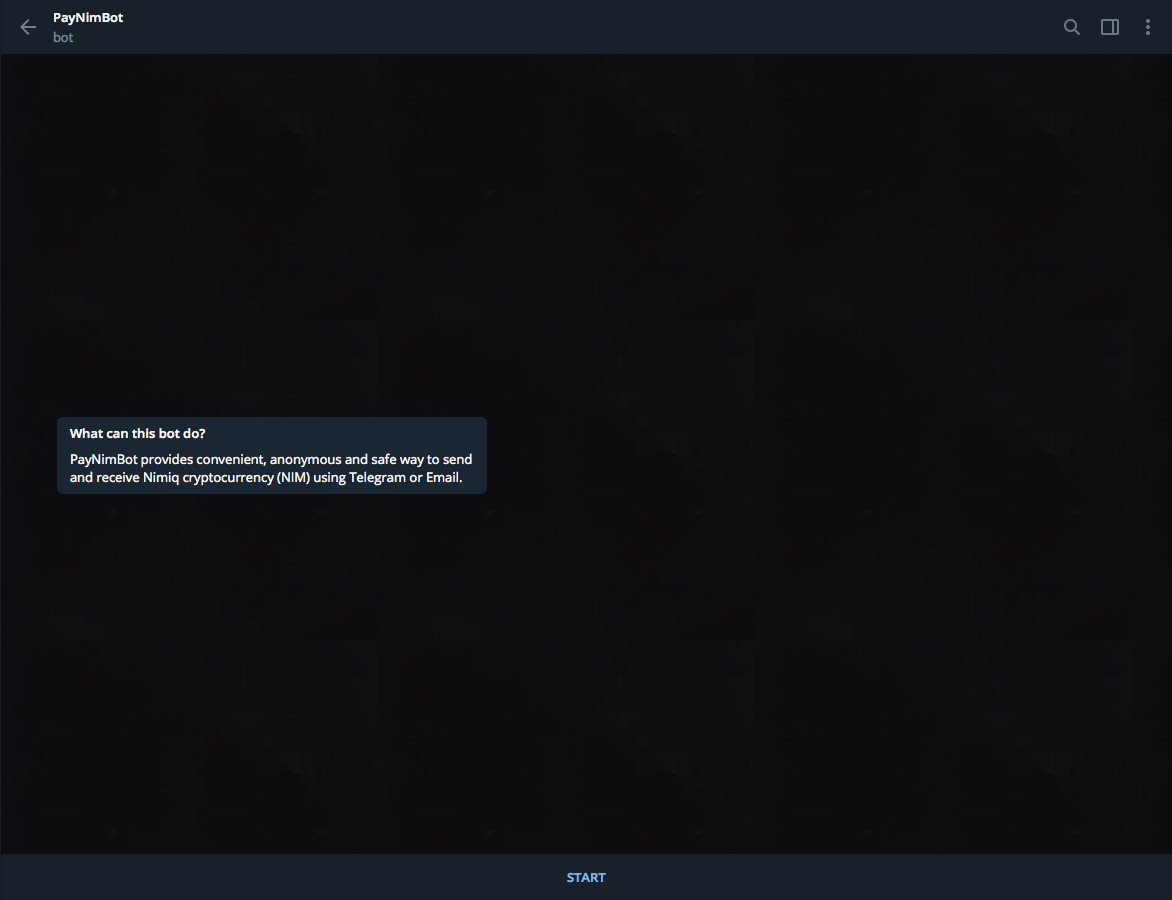 PayNimBot
bot
What can this bot do?
PayNimBot provides convenient, anonymous and safe way to send
and receive Nimiq cryptocurrency (NIM) using Telegram or Email.
START